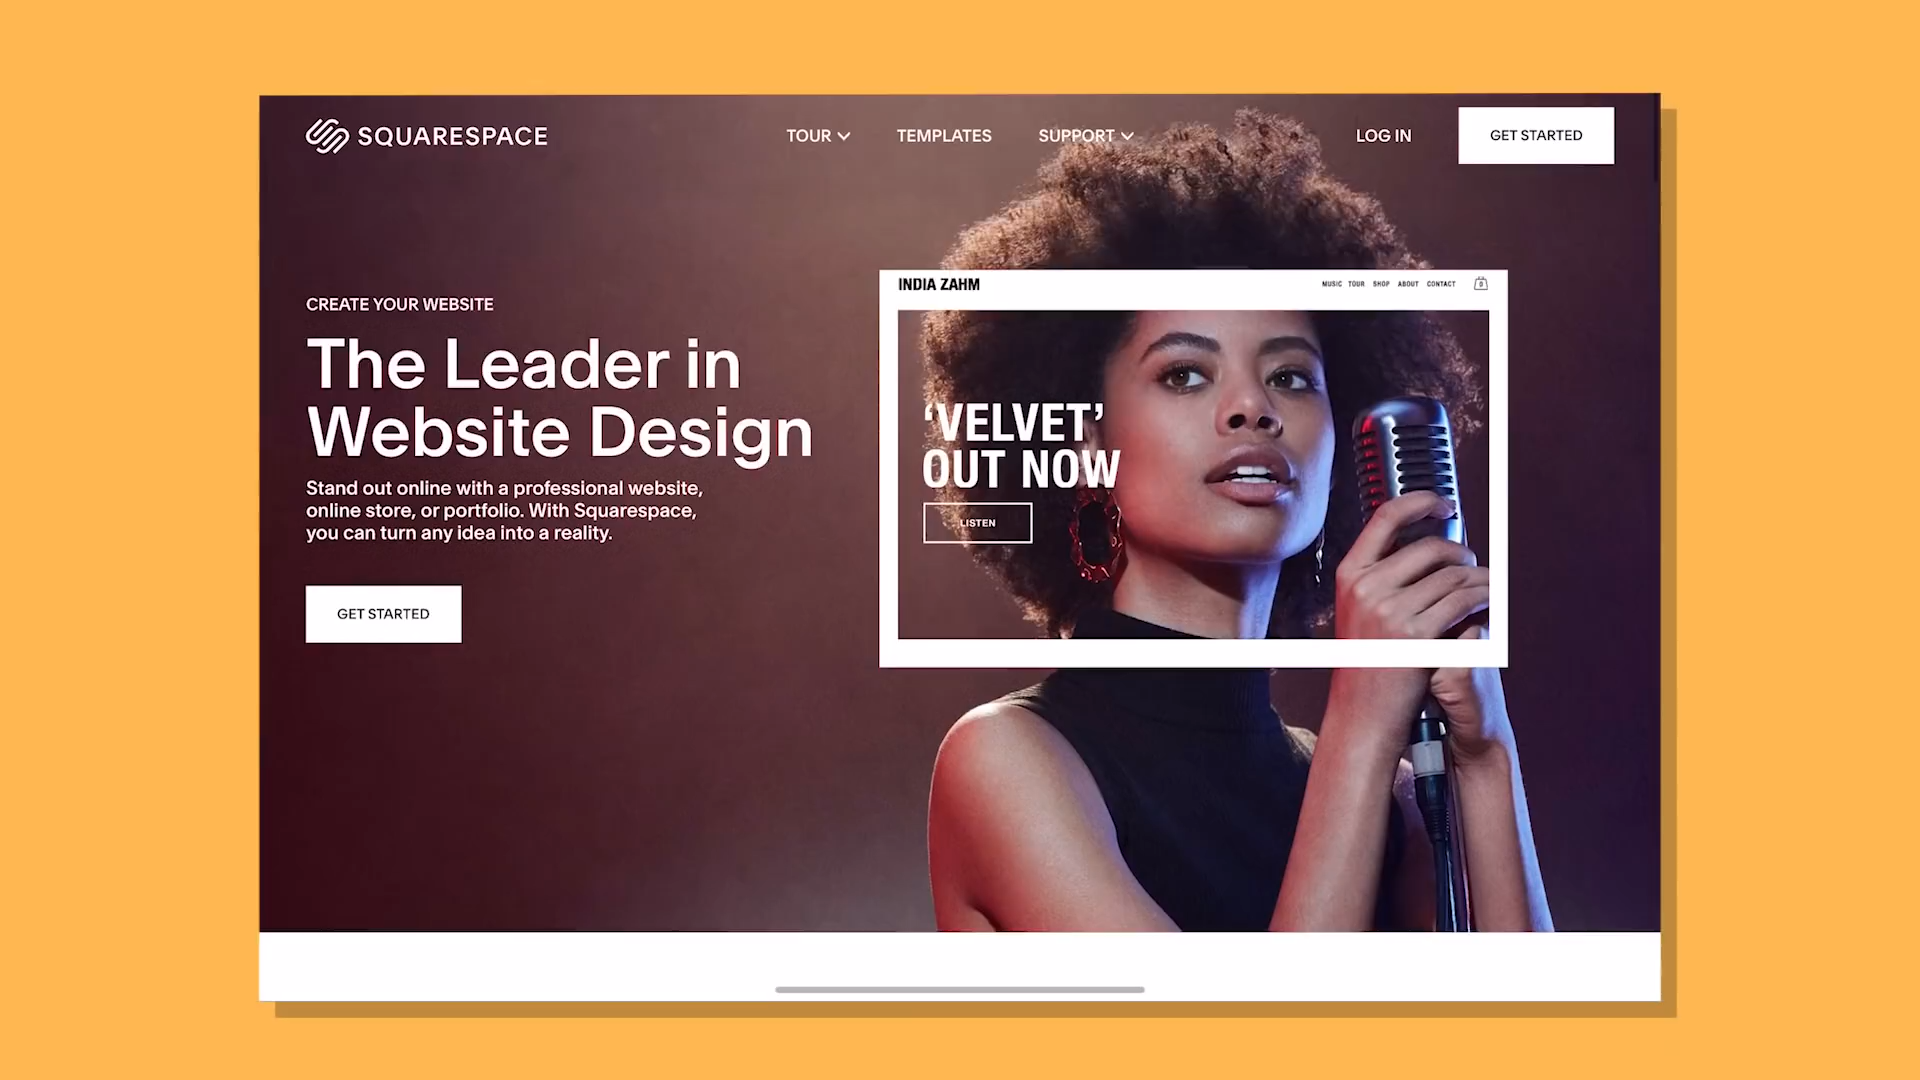 SQUARESPACE
TOUR TEMPLATES SUPPORT
LOG IN
GET STARTED
CREATE YOUR WEBSITE
The Leader in
Website Design
Stand out online with a professional website,
online store, or portfolio. With Squarespace,
you can turn any idea into a reality.
GET STARTED
INDIA ZAHM
MUSIC TOUR SHOP ABOUT CONTACT
0
‘VELVET’
OUT NOW
LISTEN